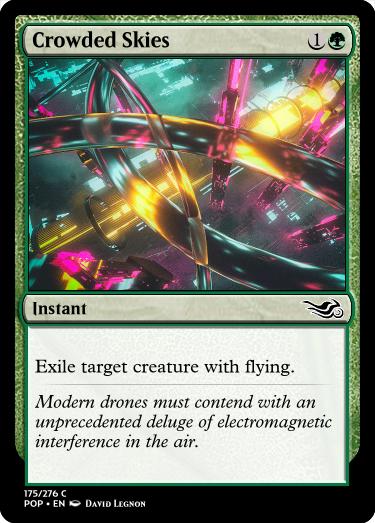 Crowded Skies 1
Instant
Exile target creature with flying.
Modern drones must contend with an
unprecedented deluge of electromagnetic
interference in the air.
175/276 C
POP • EN David Legnon